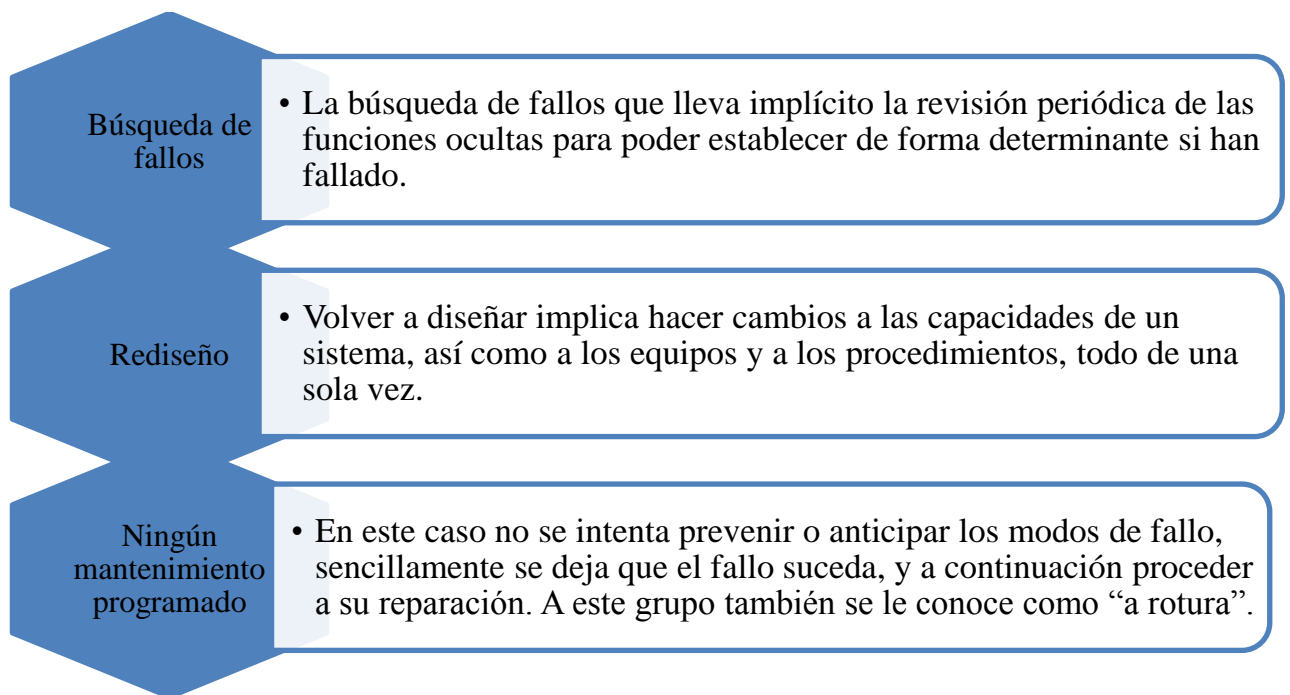 Búsqueda de
fallos
• La búsqueda de fallos que lleva implícito la revisión periódica de las
funciones ocultas para poder establecer de forma determinante si han
fallado.
Rediseño
• Volver a diseñar implica hacer cambios a las capacidades de un
sistema, así como a los equipos y a los procedimientos, todo de una
sola vez.
Ningún
mantenimiento
programado
• En este caso no se intenta prevenir o anticipar los modos de fallo,
sencillamente se deja que el fallo suceda, y a continuación proceder
a su reparación. A este grupo también se le conoce como “a rotura”.